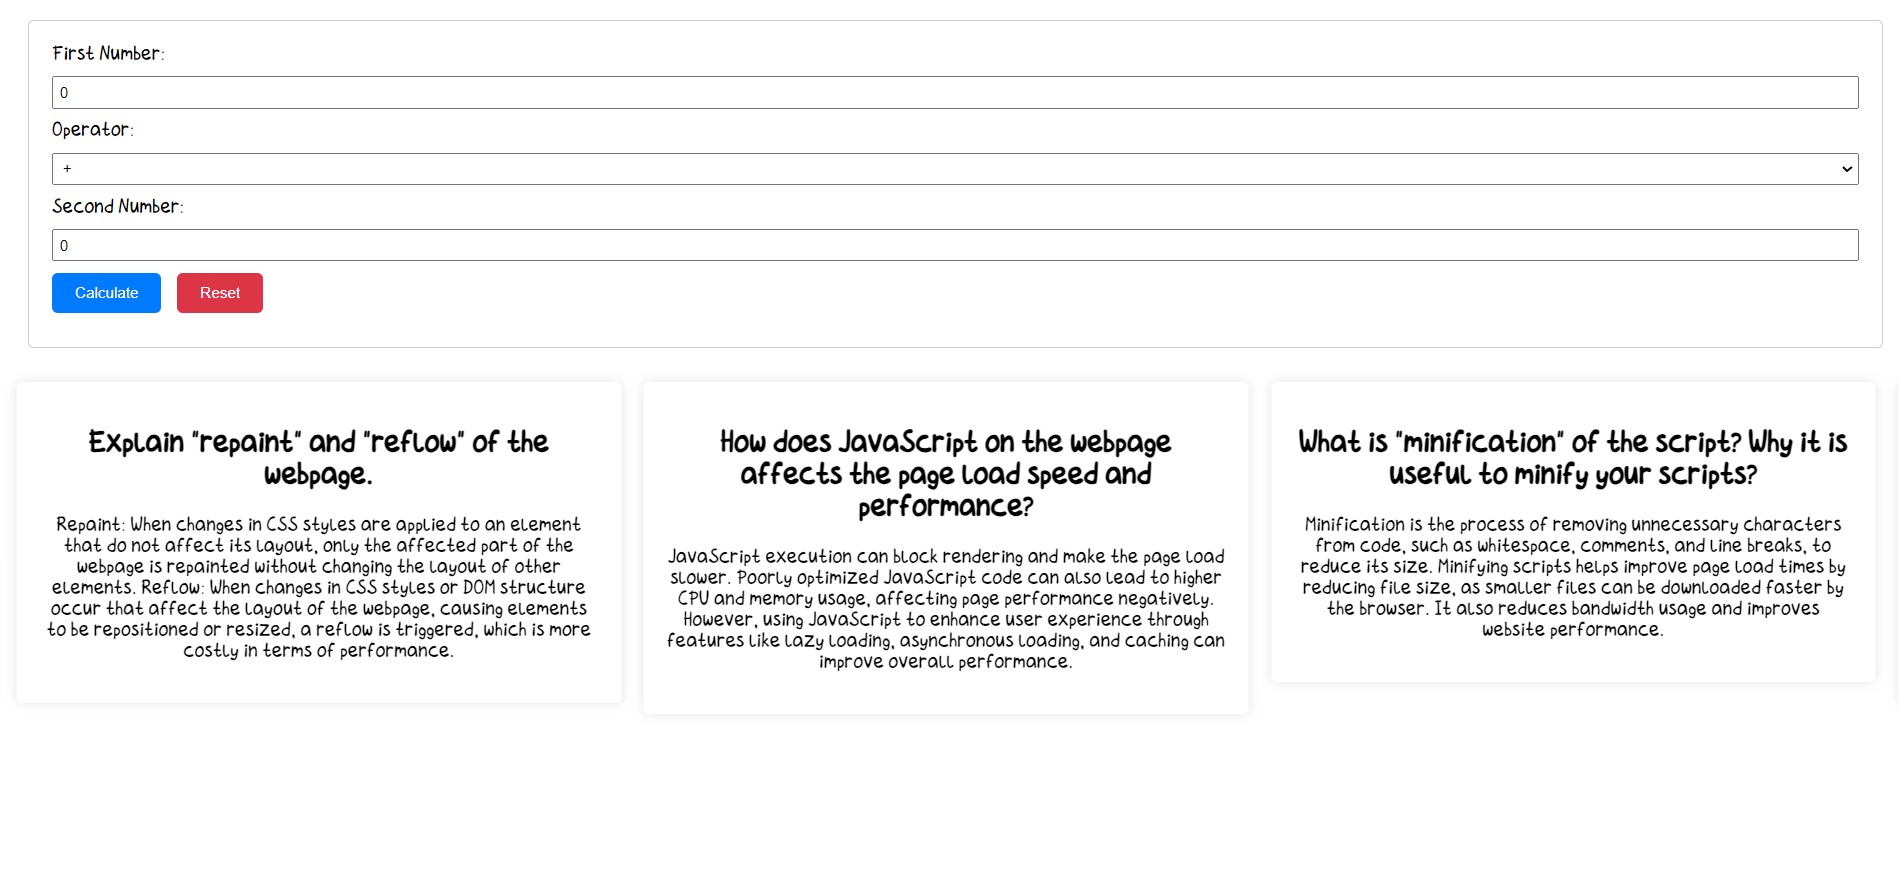 First Number:
0
Operator:
+
Second Number:
0
Calculate
Reset
Explain "repaint" and "reflow" of the
webpage.
Repaint: When changes in CSS styles are applied to an element
that do not affect its layout, only the affected part of the
webpage is repainted without changing the layout of other
elements. Reflow: When changes in CSS styles or DOM structure
occur that affect the layout of the webpage, causing elements
to be repositioned or resized, a reflow is triggered, which is more
costly in terms of performance.
How does JavaScript on the webpage
affects the page load speed and
performance?
JavaScript execution can block rendering and make the page load
slower. Poorly optimized JavaScript code can also lead to higher
CPU and memory usage, affecting page performance negatively.
However, using JavaScript to enhance user experience through
features like lazy loading, asynchronous loading, and caching can
improve overall performance.
What is "minification" of the script? Why it is
useful to minify your scripts?
Minification is the process of removing unnecessary characters
from code, such as whitespace, comments, and line breaks, to
reduce its size. Minifying scripts helps improve page load times by
reducing file size, as smaller files can be downloaded faster by
the browser. It also reduces bandwidth usage and improves
website performance.